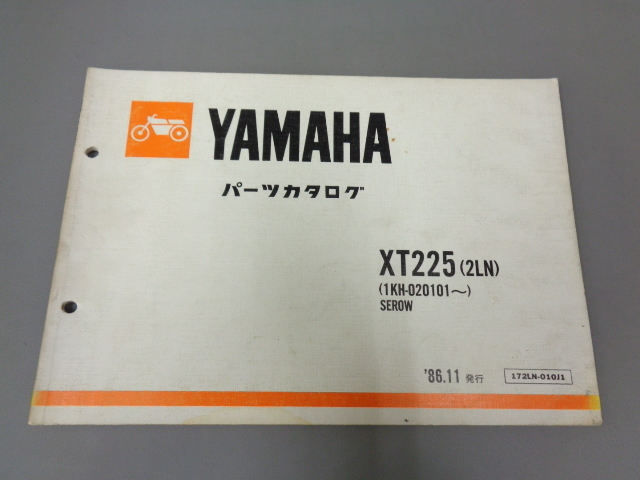 YAMAHA
パーツカタログ
XT225 (2LN)
(1KH-020101～)
SEROW
'86.11 発行
172LN-010J1